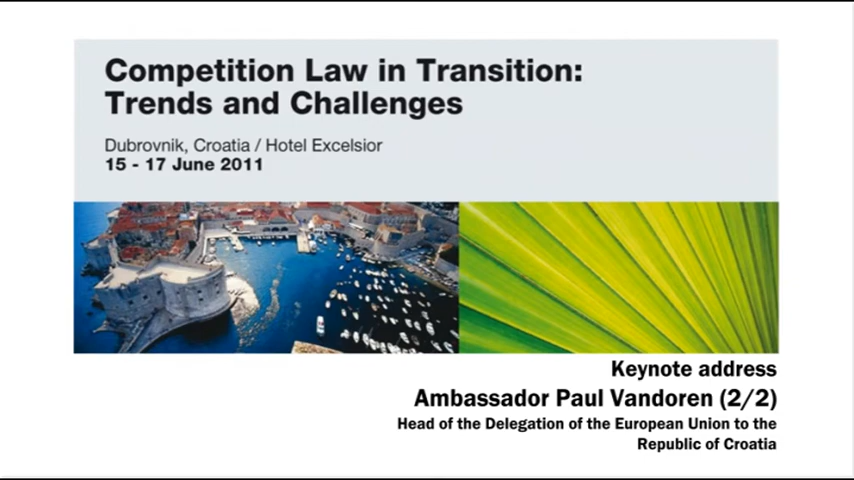 Competition Law in Transition:
Trends and Challenges
Dubrovnik, Croatia / Hotel Excelsior
15 - 17 June 2011
Keynote address
Ambassador Paul Vandoren (2/2)
Head of the Delegation of the European Union to the
Republic of Croatia